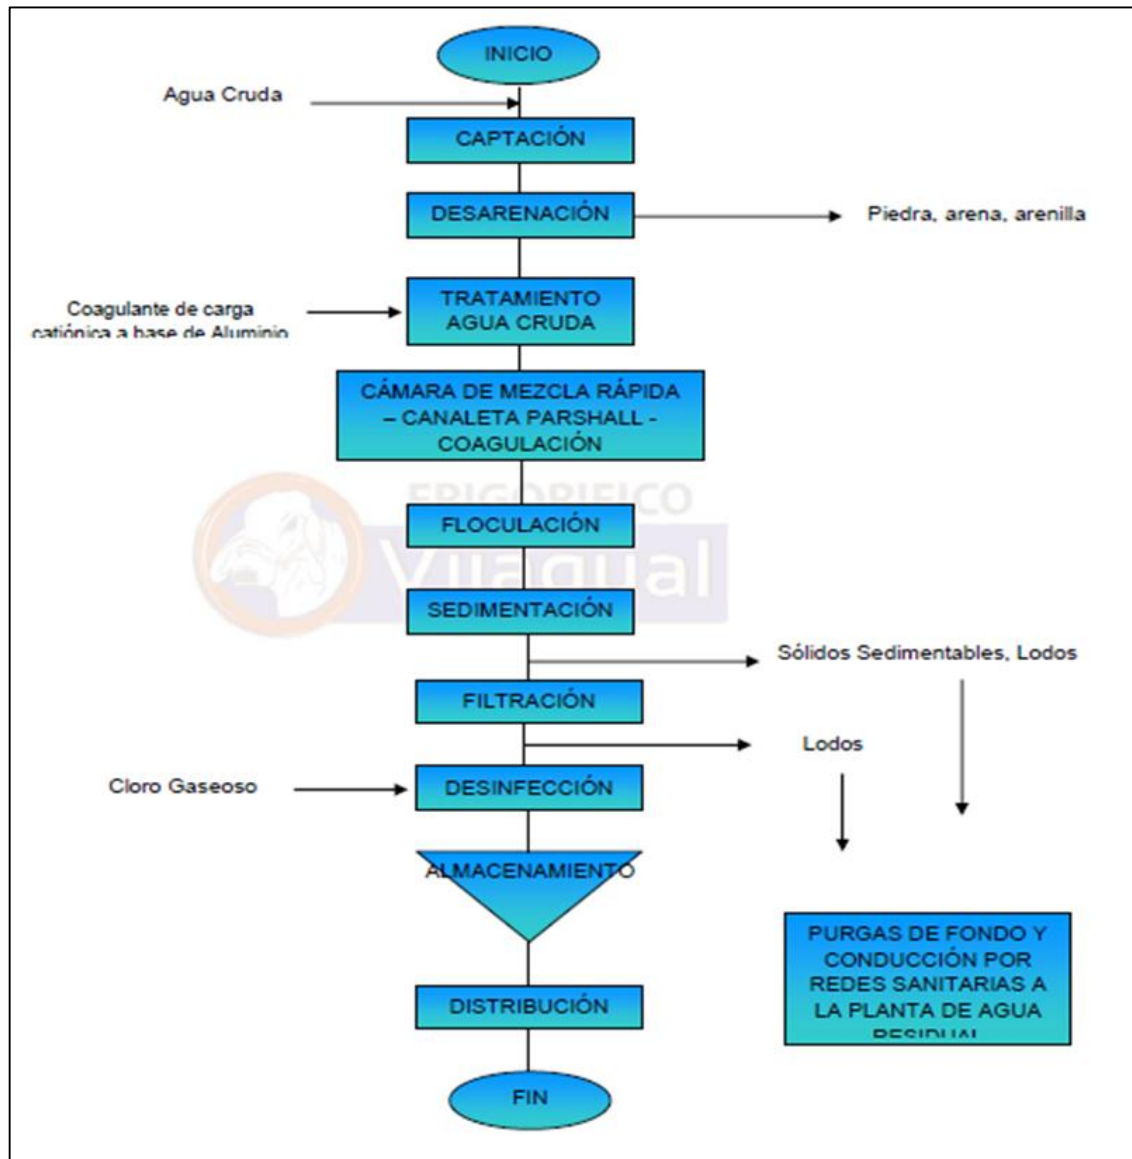 INICIO
Agua Cruda
CAPTACIÓN
DESARENACIÓN
Piedra, arena, arenilla
TRATAMIENTO
AGUA CRUDA
Coagulante de carga
catiónica a base de Aluminio
CÁMARA DE MEZCLA RÁPIDA
– CANALETA PARSHALL -
COAGULACIÓN
FRIGORIFICO
Vijagual
FLOCULACIÓN
SEDIMENTACIÓN
Sólidos Sedimentables, Lodos
FILTRACIÓN
Lodos
Cloro Gaseoso
DESINFECCIÓN
ALMACENAMIENTO
PURGAS DE FONDO Y
CONDUCCIÓN POR
REDES SANITARIAS A
LA PLANTA DE AGUA
RESIDUAL
DISTRIBUCIÓN
FIN